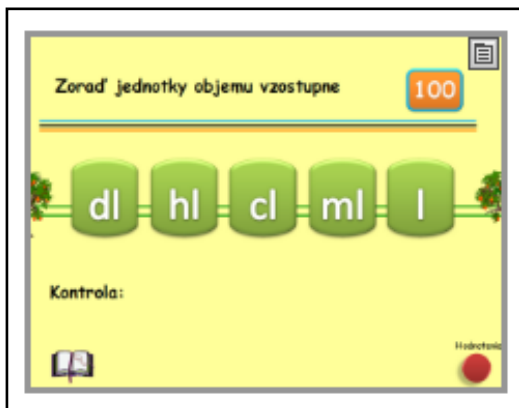 Zoraď jednotky objemu vzostupne
100
dl hl cl ml l
Kontrola:
Hodnotenie